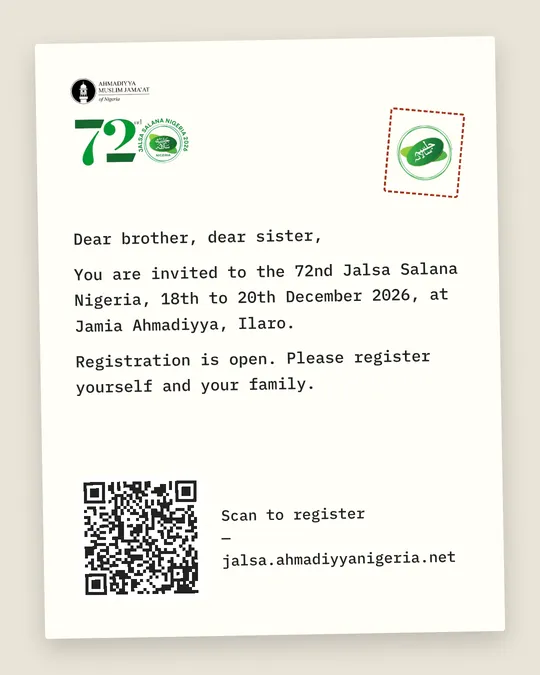 AHMADIYYA
MUSLIM JAMA'AT
of Nigeria
72nd
JALSA SALANA NIGERIA 2026
NIGERIA
Dear brother, dear sister,
You are invited to the 72nd Jalsa Salana
Nigeria, 18th to 20th December 2026, at
Jamia Ahmadiyya, Ilaro.
Registration is open. Please register
yourself and your family.
Scan to register
—
jalsa.ahmadiyyanigeria.net